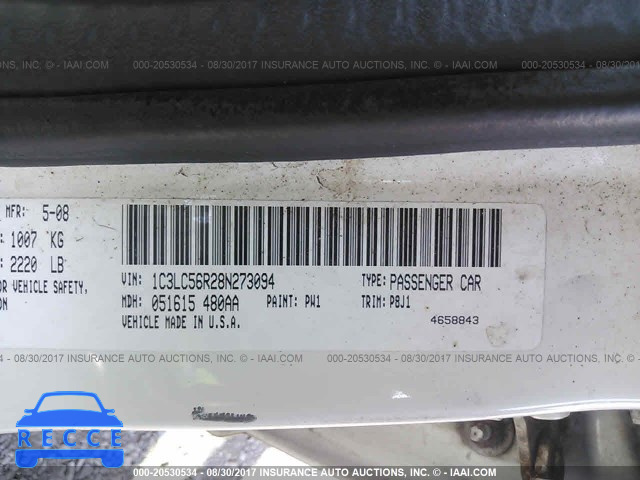 000-20530534 - 08/30/2017 INSURANCE AUTO AUCTIONS, INC. - © IAAI.COM
MFR: 5-08
1007 KG
2220 LB
OR VEHICLE SAFETY,
ON
VIN: 1C3LC56R28N273094
TYPE: PASSENGER CAR
MDH: 051615 480AA PAINT: PW1 TRIM: P8J1
VEHICLE MADE IN U.S.A.
4658843
000-20530534 - 08/30/2017 INSURANCE AUTO AUCTIONS, INC. - © IAAI.COM
RECCE
000-20530534 - 08/30/2017 INSURANCE AUTO AUCTIONS, INC. - © IAAI.COM